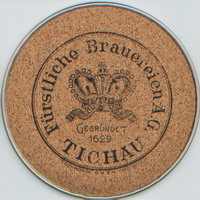 Fürstliche Brauereien A.G.
GEGRÜNDET
1629
TICHAU